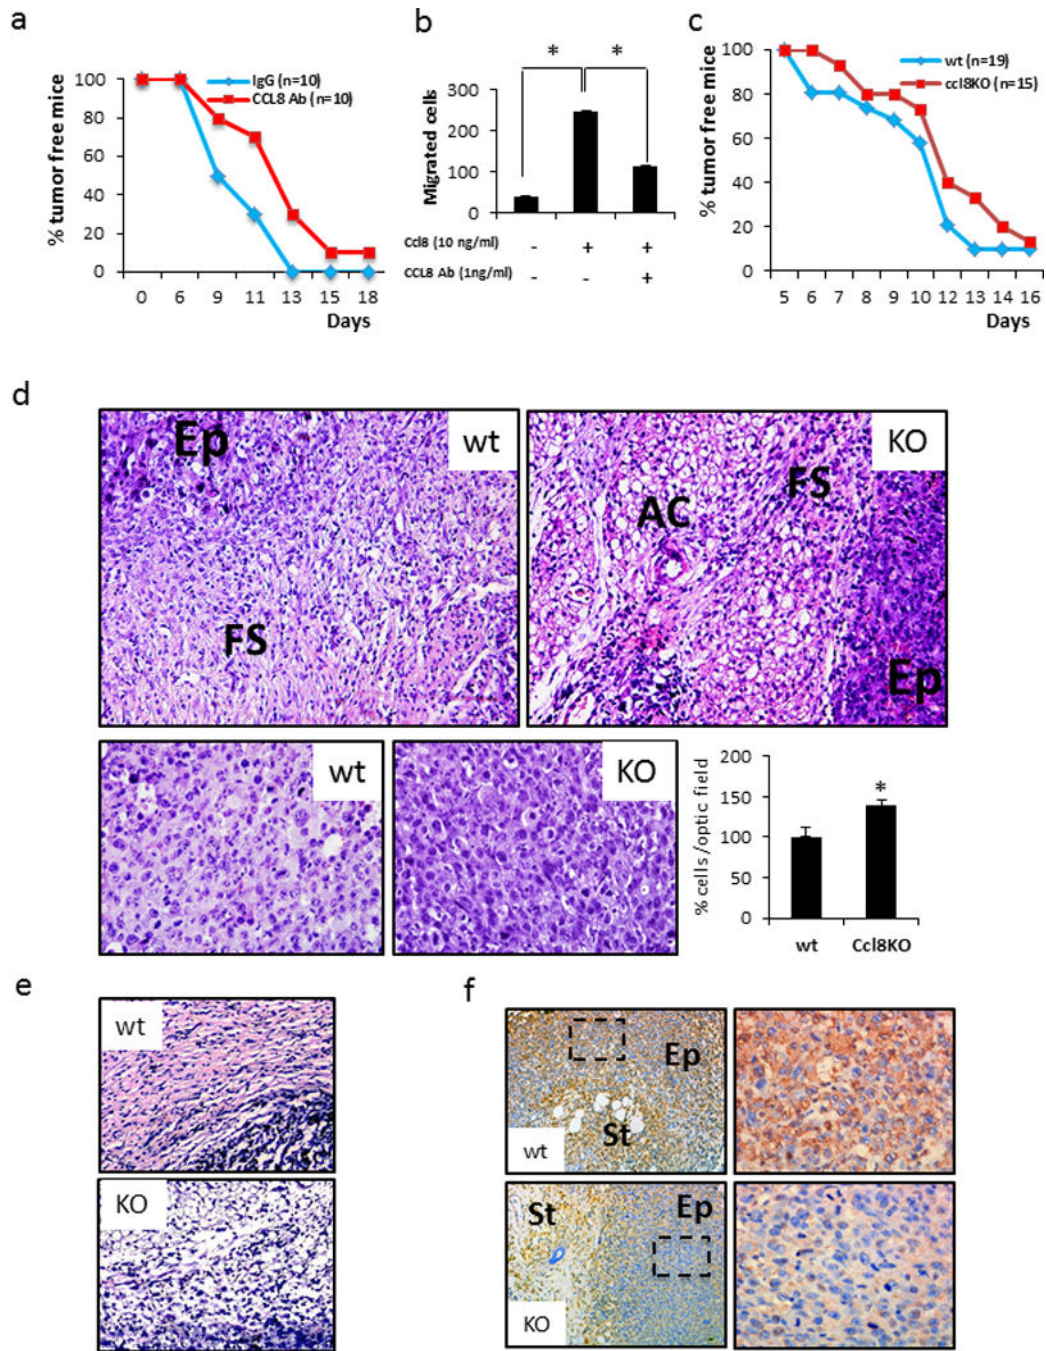 a
% tumor free mice
100
80
60
40
20
0
IgG (n=10)
CCL8 Ab (n=10)
0 6 9 11 13 15 18
Days
b
Migrated cells
300
200
100
0
* *
Ccl8 (10 ng/ml) - + +
CCL8 Ab (1ng/ml) - - +
c
% tumor free mice
100
80
60
40
20
0
wt (n=19)
ccl8KO (n=15)
5 6 7 8 9 10 12 13 14 16
Days
d
Ep
wt
FS
KO
AC
FS
Ep
wt
KO
% cells/optic field
200
150
100
50
0
*
wt Ccl8KO
e
wt
KO
f
Ep
St
wt
St
Ep
KO